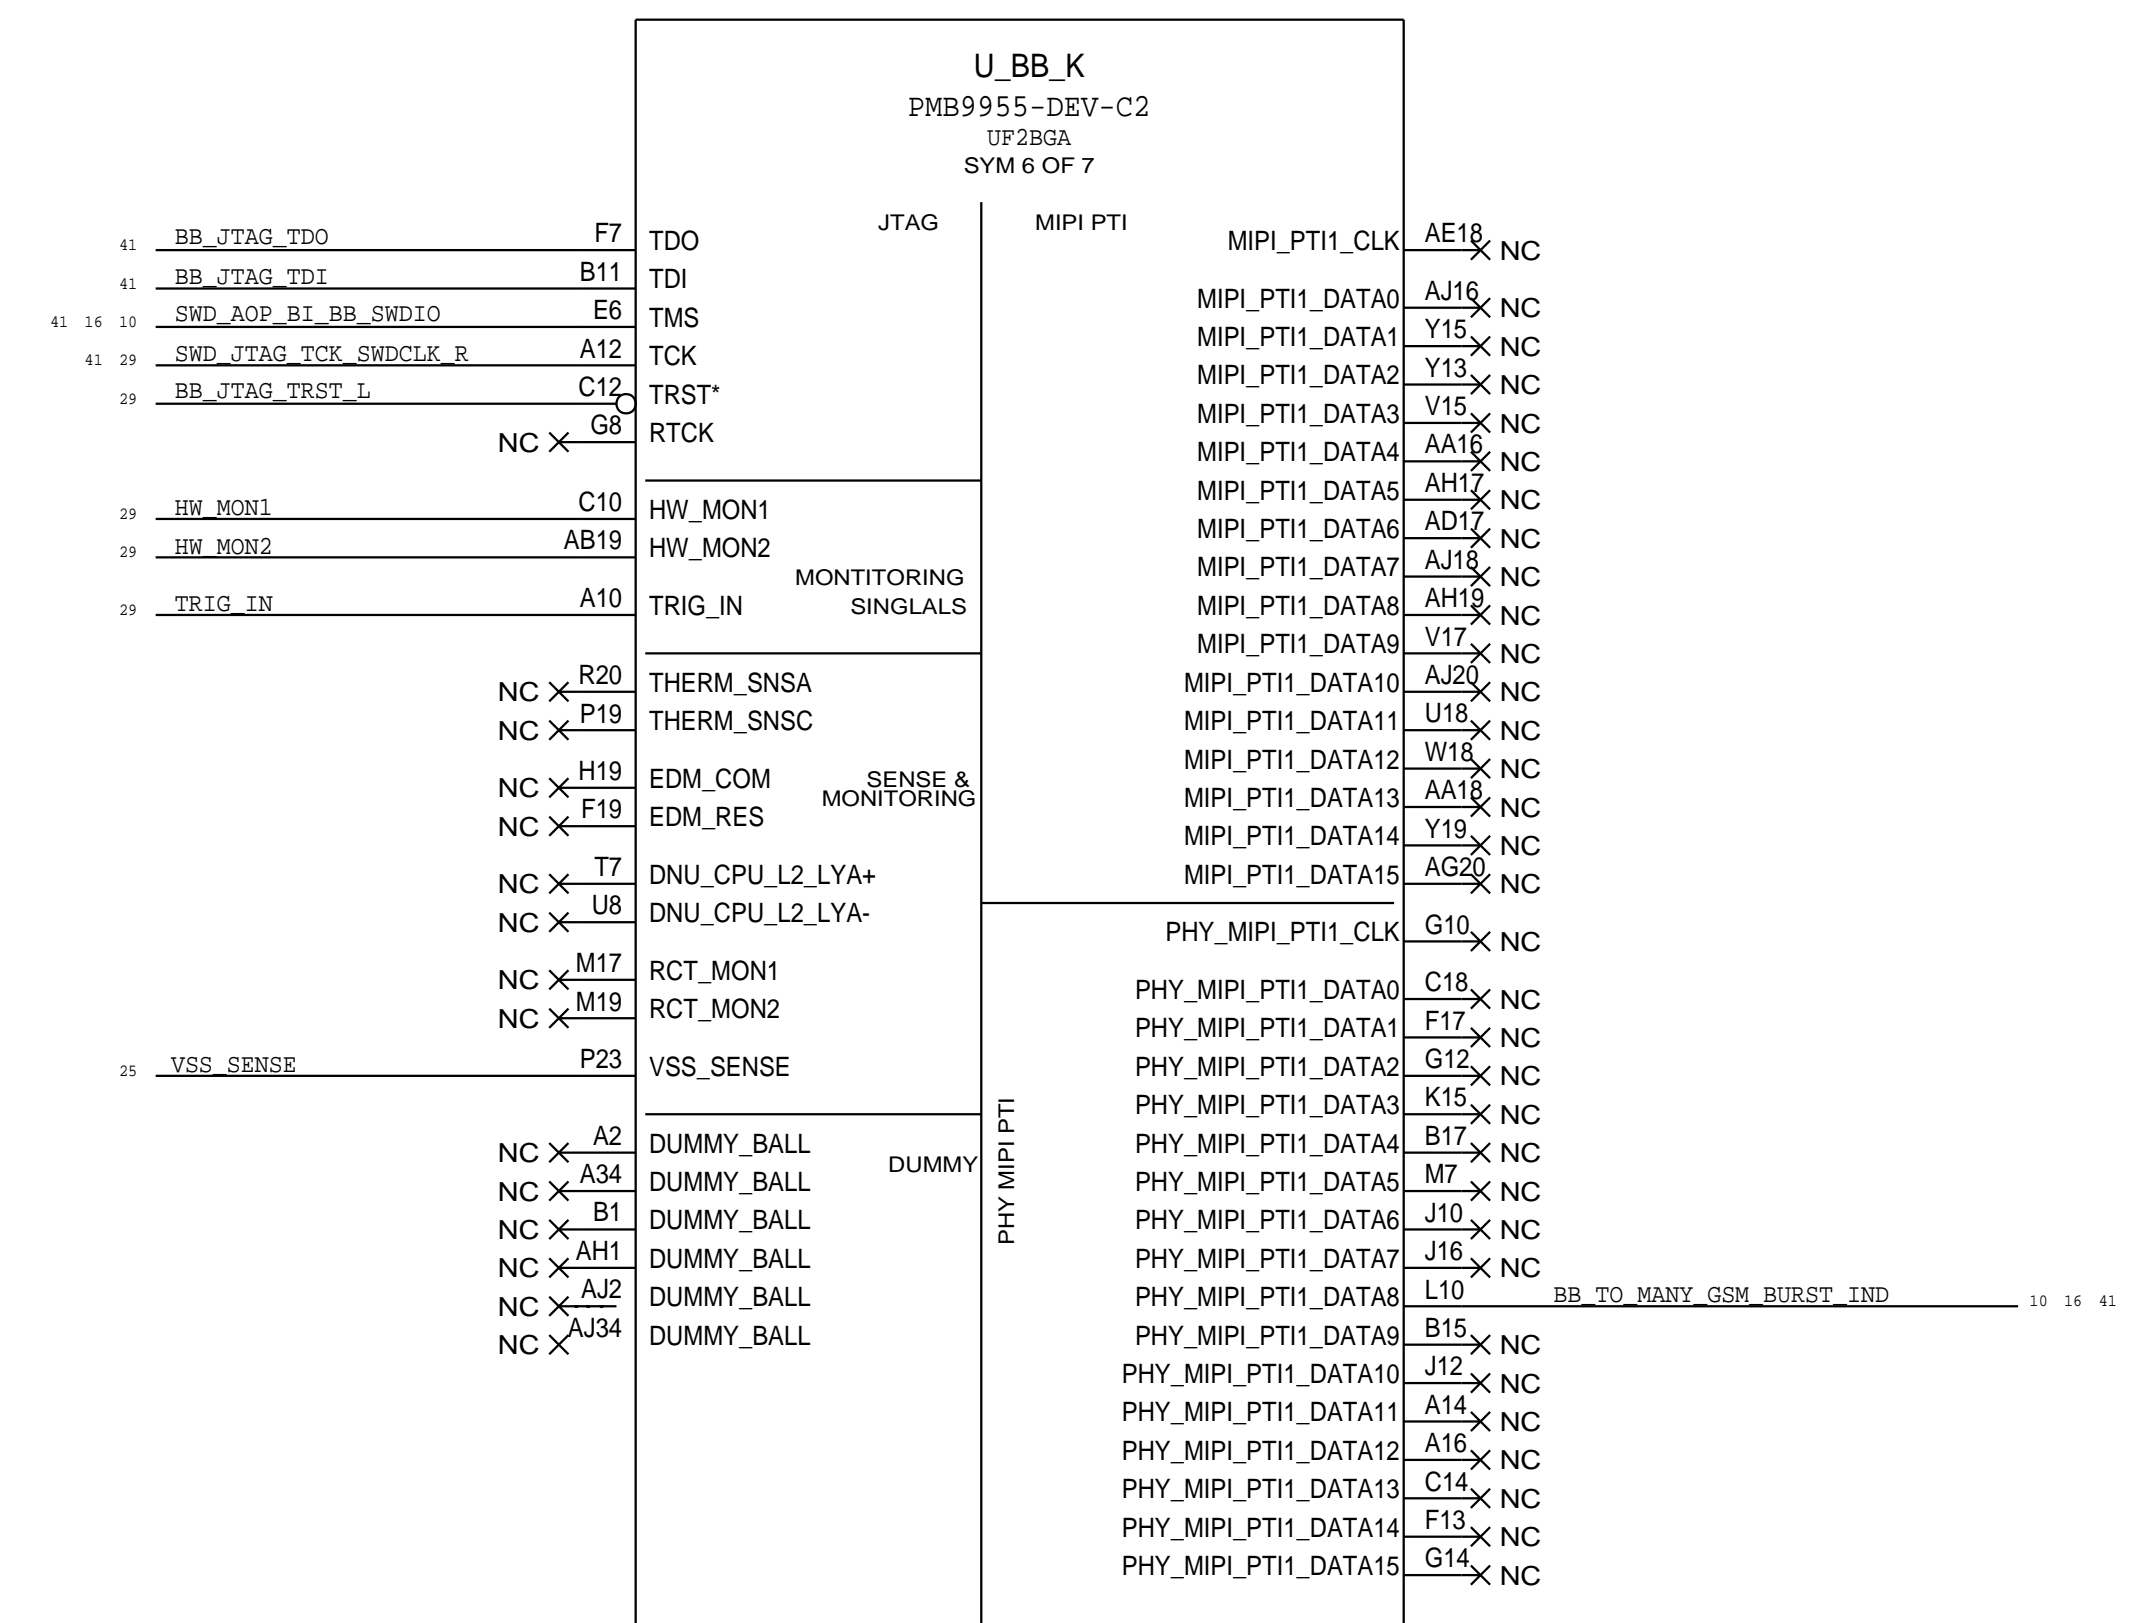 U_BB_K
PMB9955-DEV-C2
UF2BGA
SYM 6 OF 7
JTAG
MIPI PTI
41 BB_JTAG_TDO F7 TDO
41 BB_JTAG_TDI B11 TDI
41 16 10 SWD_AOP_BI_BB_SWDIO E6 TMS
41 29 SWD_JTAG_TCK_SWDCLK_R A12 TCK
29 BB_JTAG_TRST_L C12 TRST*
NC G8 RTCK
29 HW_MON1 C10 HW_MON1
29 HW_MON2 AB19 HW_MON2
MONTITORING
SINGLALS
29 TRIG_IN A10 TRIG_IN
NC R20 THERM_SNSA
NC P19 THERM_SNSC
NC H19 EDM_COM
SENSE &
MONITORING
NC F19 EDM_RES
NC T7 DNU_CPU_L2_LYA+
NC U8 DNU_CPU_L2_LYA-
NC M17 RCT_MON1
NC M19 RCT_MON2
25 VSS_SENSE P23 VSS_SENSE
NC A2 DUMMY_BALL
DUMMY
NC A34 DUMMY_BALL
NC B1 DUMMY_BALL
NC AH1 DUMMY_BALL
NC AJ2 DUMMY_BALL
NC AJ34 DUMMY_BALL
MIPI_PTI1_CLK AE18 NC
MIPI_PTI1_DATA0 AJ16 NC
MIPI_PTI1_DATA1 Y15 NC
MIPI_PTI1_DATA2 Y13 NC
MIPI_PTI1_DATA3 V15 NC
MIPI_PTI1_DATA4 AA16 NC
MIPI_PTI1_DATA5 AH17 NC
MIPI_PTI1_DATA6 AD17 NC
MIPI_PTI1_DATA7 AJ18 NC
MIPI_PTI1_DATA8 AH19 NC
MIPI_PTI1_DATA9 V17 NC
MIPI_PTI1_DATA10 AJ20 NC
MIPI_PTI1_DATA11 U18 NC
MIPI_PTI1_DATA12 W18 NC
MIPI_PTI1_DATA13 AA18 NC
MIPI_PTI1_DATA14 Y19 NC
MIPI_PTI1_DATA15 AG20 NC
PHY MIPI PTI
PHY_MIPI_PTI1_CLK G10 NC
PHY_MIPI_PTI1_DATA0 C18 NC
PHY_MIPI_PTI1_DATA1 F17 NC
PHY_MIPI_PTI1_DATA2 G12 NC
PHY_MIPI_PTI1_DATA3 K15 NC
PHY_MIPI_PTI1_DATA4 B17 NC
PHY_MIPI_PTI1_DATA5 M7 NC
PHY_MIPI_PTI1_DATA6 J10 NC
PHY_MIPI_PTI1_DATA7 J16 NC
PHY_MIPI_PTI1_DATA8 L10 BB_TO_MANY_GSM_BURST_IND 10 16 41
PHY_MIPI_PTI1_DATA9 B15 NC
PHY_MIPI_PTI1_DATA10 J12 NC
PHY_MIPI_PTI1_DATA11 A14 NC
PHY_MIPI_PTI1_DATA12 A16 NC
PHY_MIPI_PTI1_DATA13 C14 NC
PHY_MIPI_PTI1_DATA14 F13 NC
PHY_MIPI_PTI1_DATA15 G14 NC